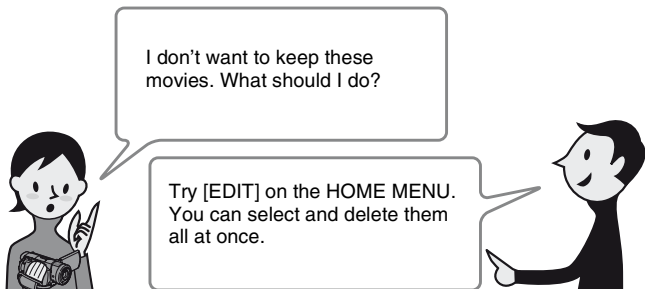 I don’t want to keep these
movies. What should I do?
Try [EDIT] on the HOME MENU.
You can select and delete them
all at once.